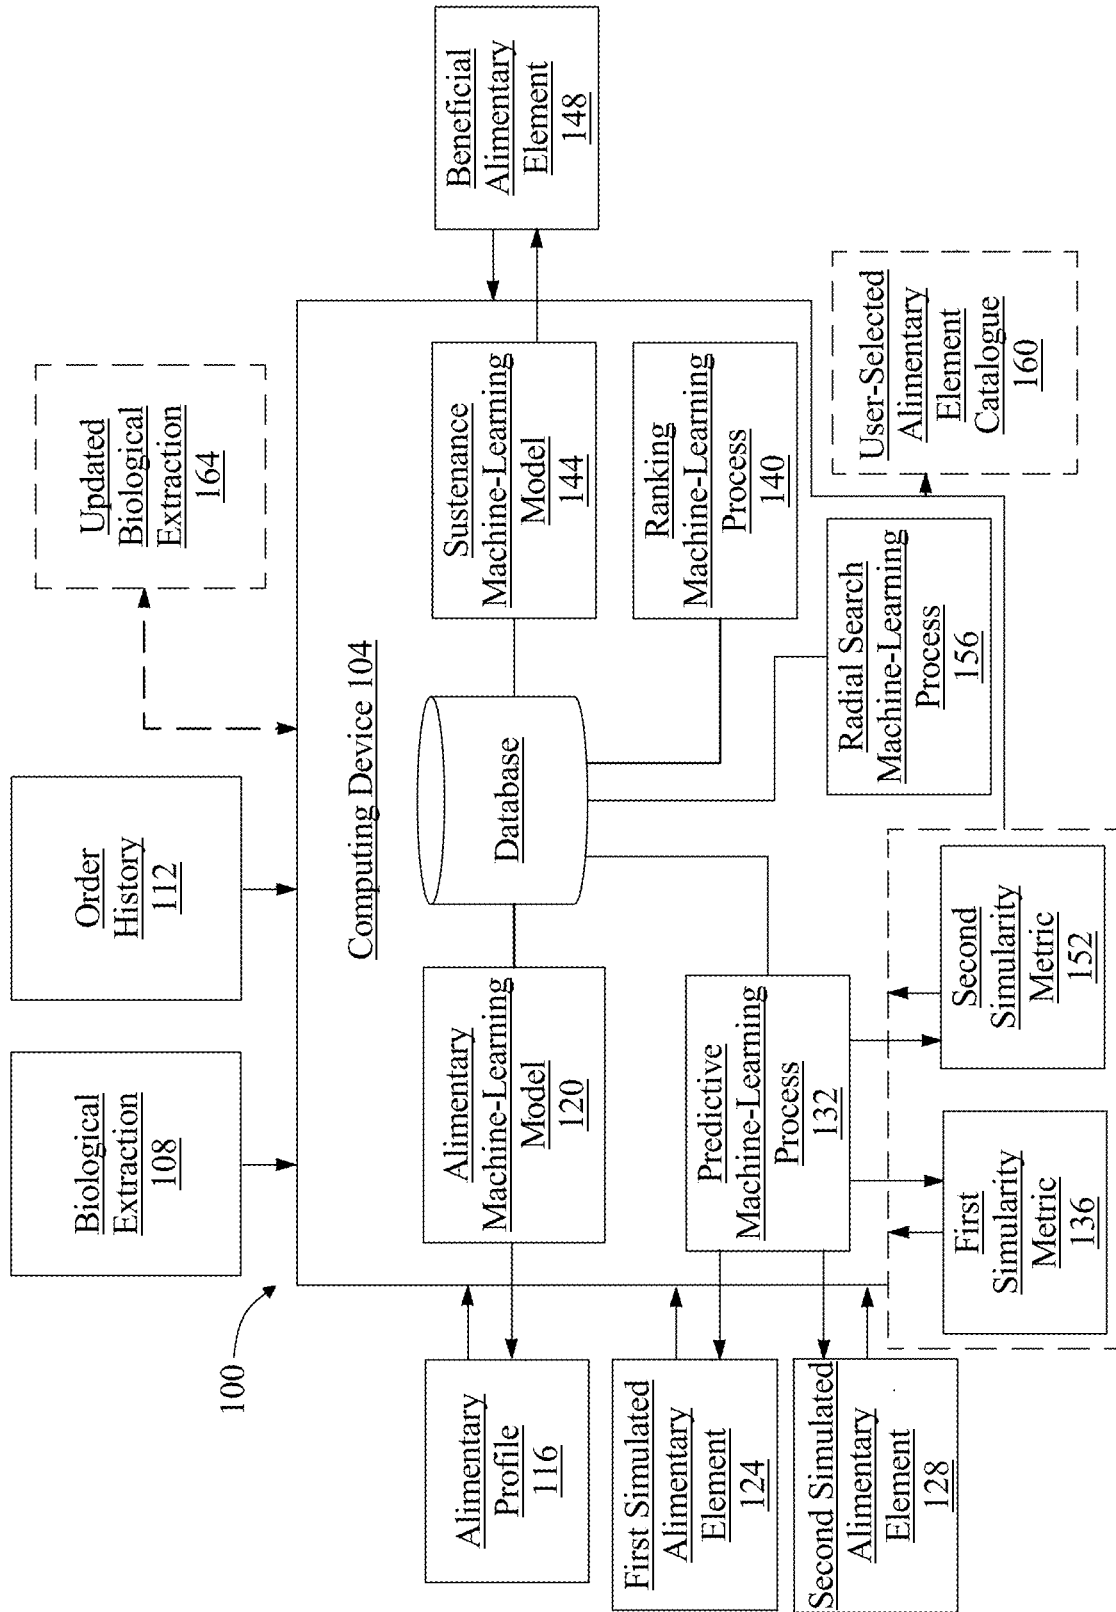 100
Biological
Extraction
108
Order
History
112
Updated
Biological
Extraction
164
Computing Device 104
Alimentary
Profile
116
Alimentary
Machine-Learning
Model
120
Database
Sustenance
Machine-Learning
Model
144
Beneficial
Alimentary
Element
148
First Simulated
Alimentary
Element
124
Second Simulated
Alimentary
Element
128
Predictive
Machine-Learning
Process
132
Ranking
Machine-Learning
Process
140
Radial Search
Machine-Learning
Process
156
User-Selected
Alimentary
Element
Catalogue
160
First
Simularity
Metric
136
Second
Simularity
Metric
152